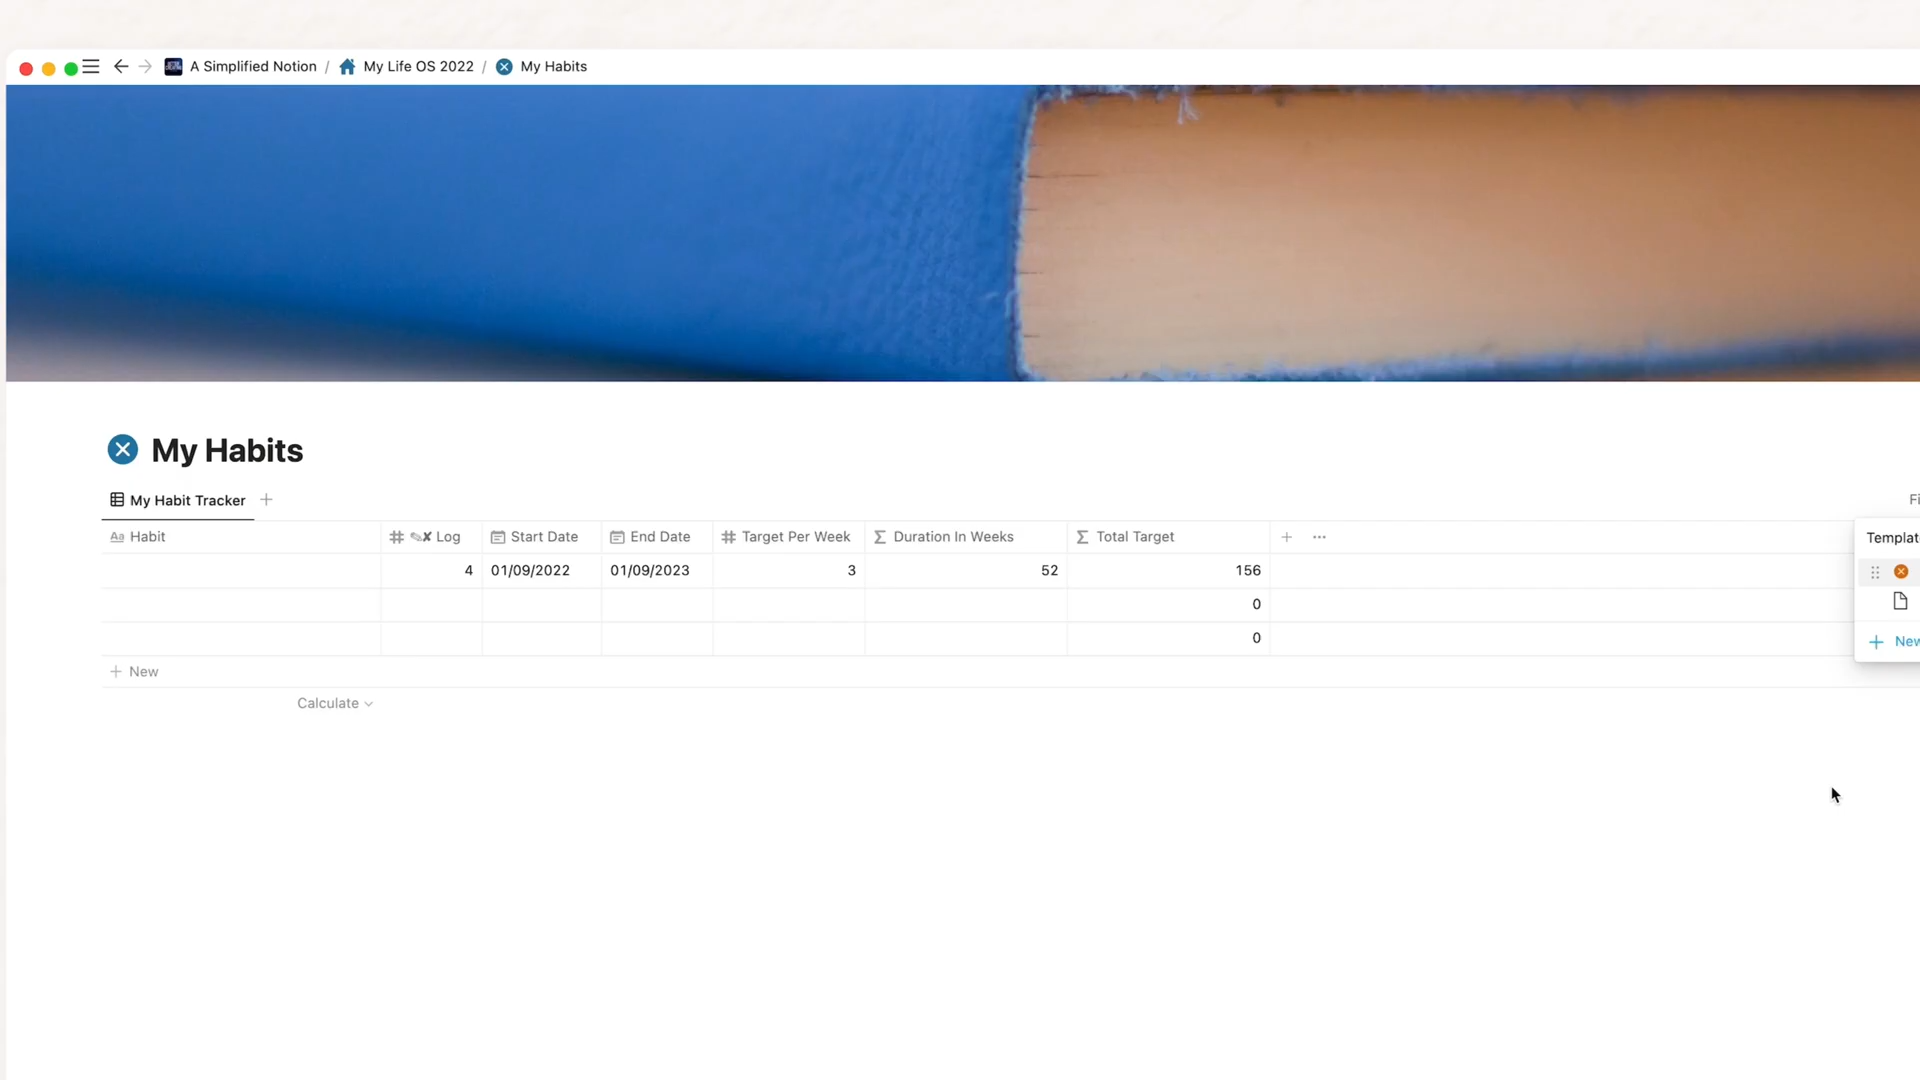 A Simplified Notion / My Life OS 2022 / My Habits
My Habits
My Habit Tracker
Habit Log Start Date End Date Target Per Week Duration In Weeks Total Target
4 01/09/2022 01/09/2023 3 52 156
0
0
New
Calculate
Fi
Templat
New